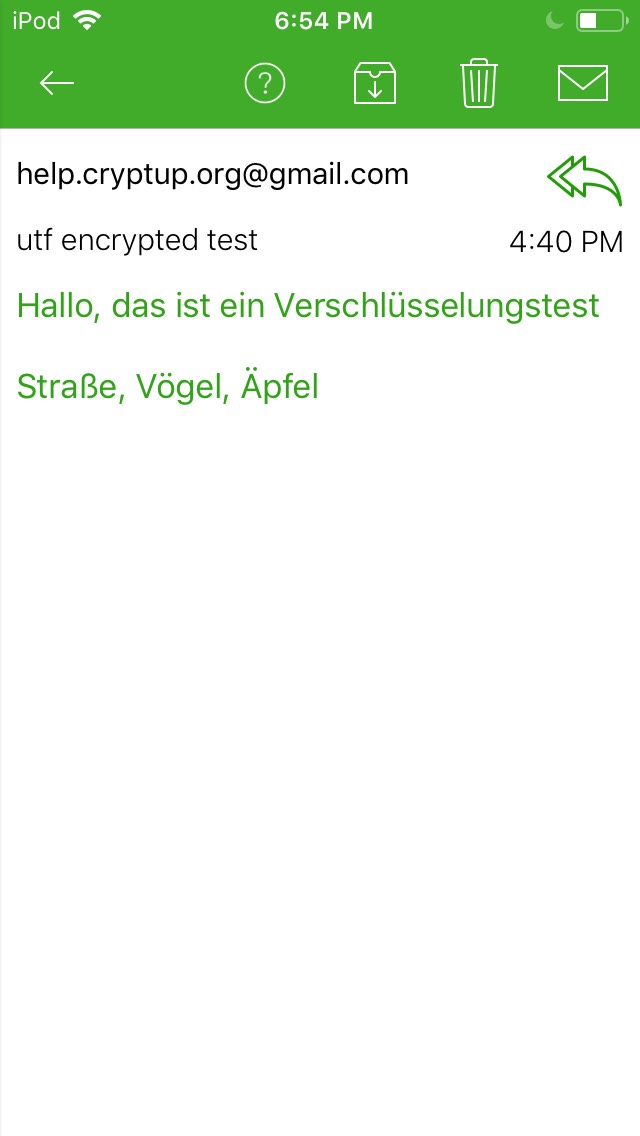 iPod 6:54 PM
?
help.cryptup.org@gmail.com
utf encrypted test 4:40 PM
Hallo, das ist ein Verschlüsselungstest
Straße, Vögel, Äpfel